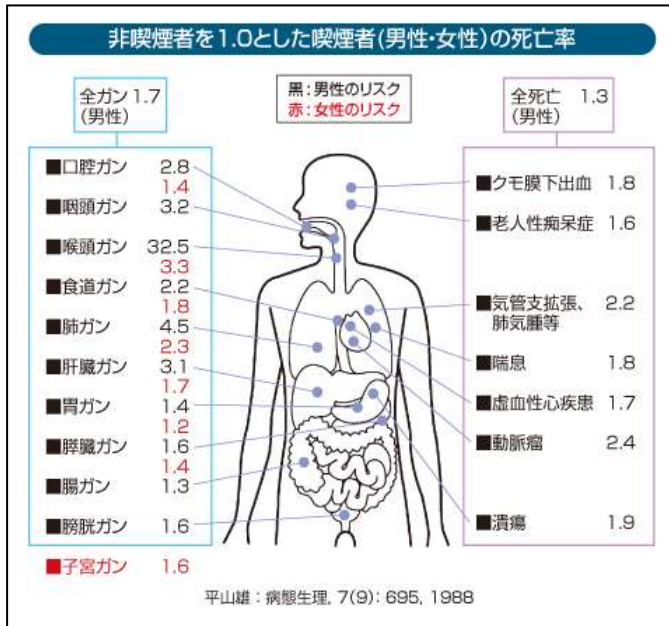 非喫煙者を1.0とした喫煙者(男性・女性)の死亡率
全ガン 1.7
(男性)
黒:男性のリスク
赤:女性のリスク
全死亡 1.3
(男性)
■口腔ガン 2.8
1.4
■咽頭ガン 3.2
■喉頭ガン 32.5
3.3
■食道ガン 2.2
1.8
■肺ガン 4.5
2.3
■肝臓ガン 3.1
1.7
■胃ガン 1.4
1.2
■膵臓ガン 1.6
1.4
■腸ガン 1.3
■膀胱ガン 1.6
■子宮ガン 1.6
■クモ膜下出血 1.8
■老人性痴呆症 1.6
■気管支拡張、 2.2
肺気腫等
■喘息 1.8
■虚血性心疾患 1.7
■動脈瘤 2.4
■潰瘍 1.9
平山雄:病態生理, 7(9):695, 1988